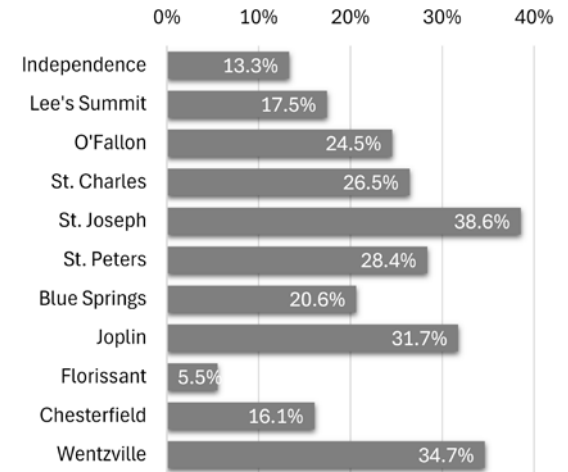 0% 10% 20% 30% 40%
Independence 13.3%
Lee's Summit 17.5%
O'Fallon 24.5%
St. Charles 26.5%
St. Joseph 38.6%
St. Peters 28.4%
Blue Springs 20.6%
Joplin 31.7%
Florissant 5.5%
Chesterfield 16.1%
Wentzville 34.7%